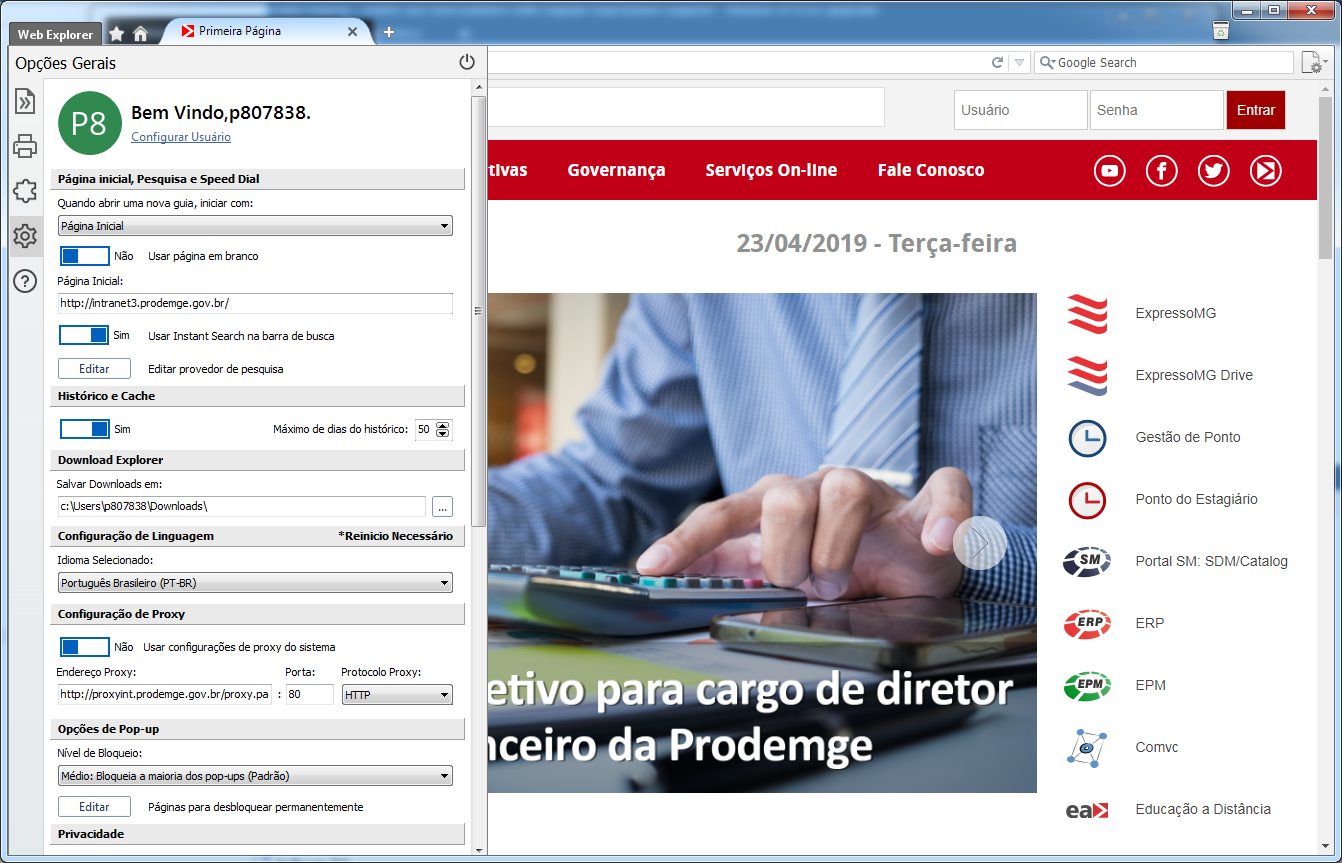 Web Explorer
Primeira Página
Opções Gerais
Google Search
P8
Bem Vindo,p807838.
Configurar Usuário
Usuário
Senha
Entrar
tivas
Governança
Serviços On-line
Fale Conosco
Página inicial, Pesquisa e Speed Dial
Quando abrir uma nova guia, iniciar com:
Página Inicial
Não
Usar página em branco
Página Inicial:
http://intranet3.prodemge.gov.br/
Sim
Usar Instant Search na barra de busca
Editar
Editar provedor de pesquisa
Histórico e Cache
Sim
Máximo de dias do histórico:
50
Download Explorer
Salvar Downloads em:
c:\Users\p807838\Downloads\
...
Configuração de Linguagem
*Reinicio Necessário
Idioma Selecionado:
Português Brasileiro (PT-BR)
Configuração de Proxy
Não
Usar configurações de proxy do sistema
Endereço Proxy:
Porta:
Protocolo Proxy:
http://proxyint.prodemge.gov.br/proxy.pa
:
80
HTTP
Opções de Pop-up
Nível de Bloqueio:
Médio: Bloqueia a maioria dos pop-ups (Padrão)
Editar
Páginas para desbloquear permanentemente
Privacidade
23/04/2019 - Terça-feira
etivo para cargo de diretor
nceiro da Prodemge
ExpressoMG
ExpressoMG Drive
Gestão de Ponto
Ponto do Estagiário
SM
Portal SM: SDM/Catalog
ERP
ERP
EPM
EPM
Comvc
ea
Educação a Distância